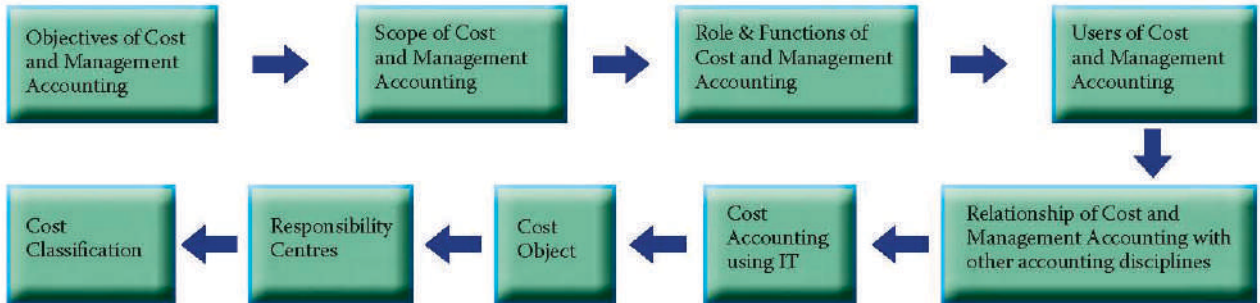 Objectives of Cost
and Management
Accounting
Scope of Cost
and Management
Accounting
Role & Functions of
Cost and Management
Accounting
Users of Cost
and Management
Accounting
Relationship of Cost and
Management Accounting with
other accounting disciplines
Cost
Accounting
using IT
Cost
Object
Responsibility
Centres
Cost
Classification